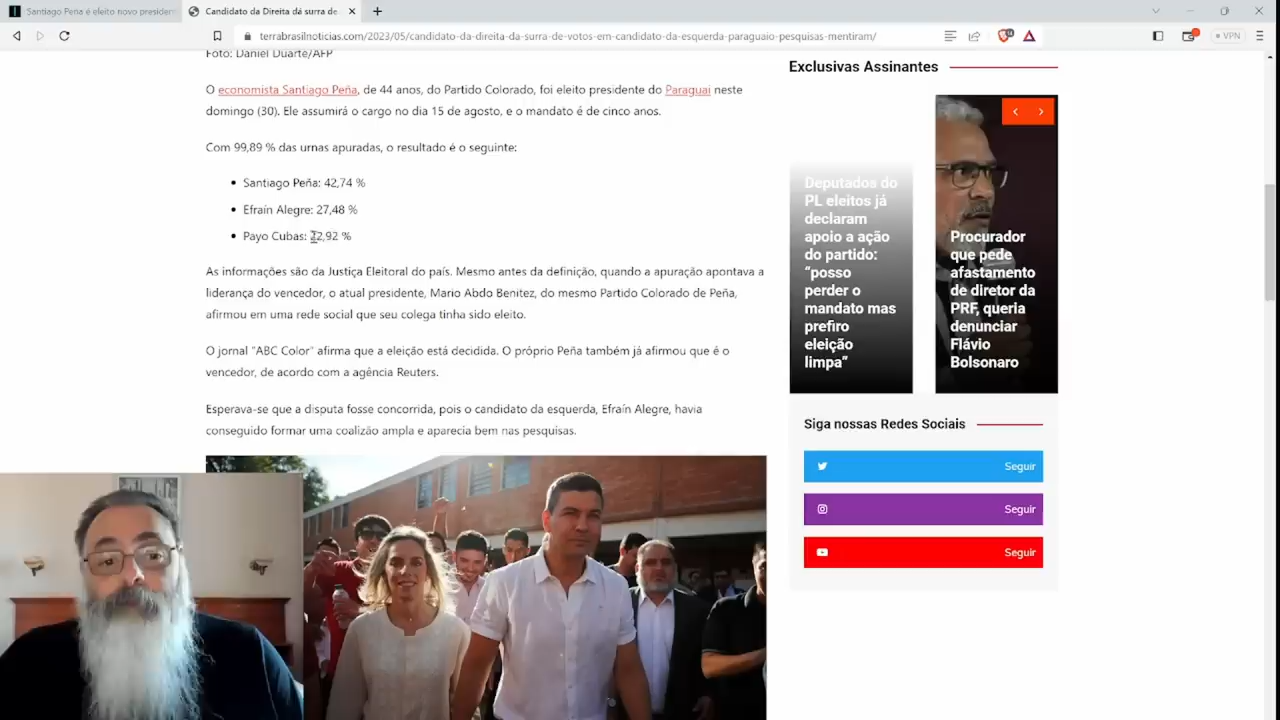 Santiago Pena é eleito novo presiden
Candidato da Direita dá surra de
terrabrasilnoticias.com/2023/05/candidato-da-direita-da-surra-de-votos-em-candidato-da-esquerda-paraguaio-pesquisas-mentiram/
VPN
Foto: Daniel Duarte/AFP
O economista Santiago Peña, de 44 anos, do Partido Colorado, foi eleito presidente do Paraguai neste
domingo (30). Ele assumirá o cargo no dia 15 de agosto, e o mandato é de cinco anos.
Com 99,89 % das urnas apuradas, o resultado é o seguinte:
• Santiago Peña: 42,74 %
• Efraín Alegre: 27,48 %
• Payo Cubas: 22,92 %
As informações são da Justiça Eleitoral do país. Mesmo antes da definição, quando a apuração apontava a
liderança do vencedor, o atual presidente, Mario Abdo Benitez, do mesmo Partido Colorado de Peña,
afirmou em uma rede social que seu colega tinha sido eleito.
O jornal "ABC Color" afirma que a eleição está decidida. O próprio Peña também já afirmou que é o
vencedor, de acordo com a agência Reuters.
Esperava-se que a disputa fosse concorrida, pois o candidato da esquerda, Efraín Alegre, havia
conseguido formar uma coalizão ampla e aparecia bem nas pesquisas.
Exclusivas Assinantes
Deputados do
PL eleitos já
declaram
apoio a ação
do partido:
“posso
perder o
mandato mas
prefiro
eleição
limpa”
Procurador
que pede
afastamento
de diretor da
PRF, queria
denunciar
Flávio
Bolsonaro
Siga nossas Redes Sociais
Seguir
Seguir
Seguir